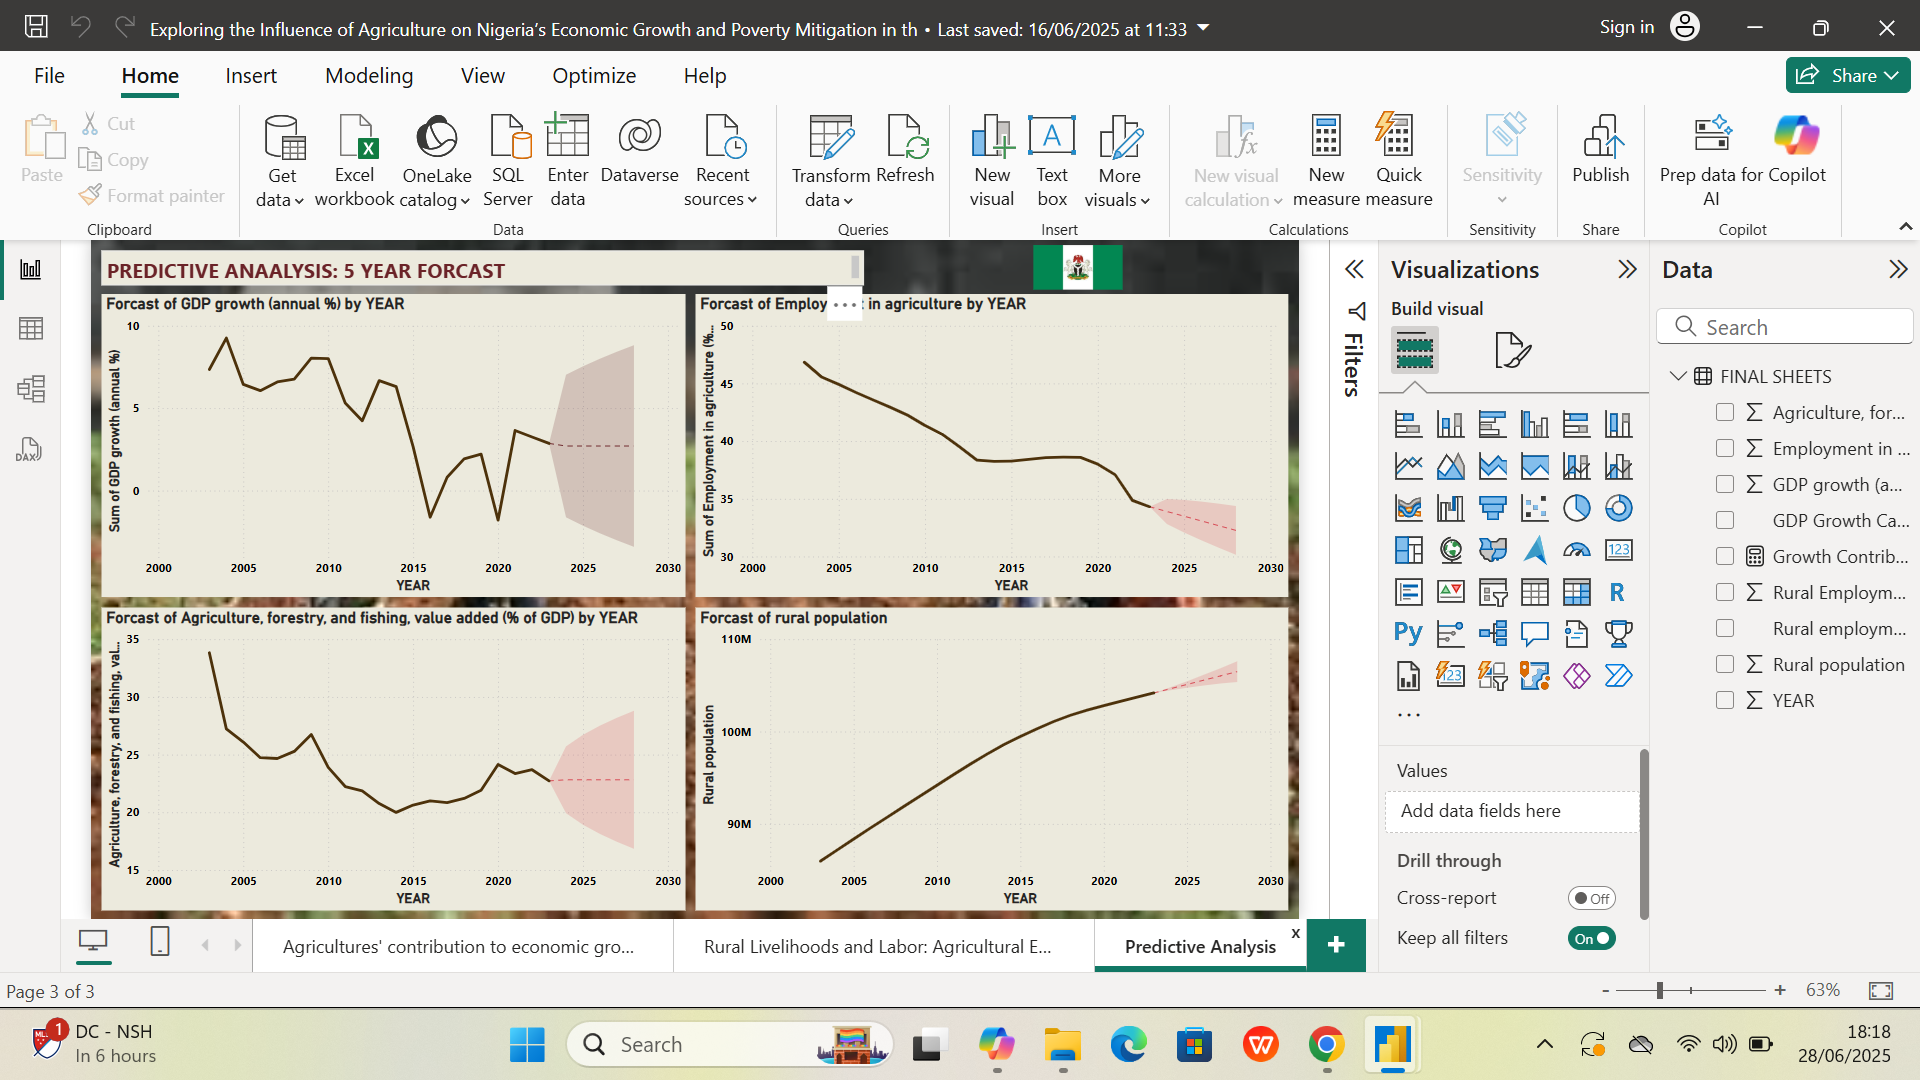 Exploring the Influence of Agriculture on Nigeria's Economic Growth and Poverty Mitigation in th • Last saved: 16/06/2025 at 11:33
Sign in
File
Home
Insert
Modeling
View
Optimize
Help
Share
Paste
Cut
Copy
Format painter
Clipboard
Get data
Excel workbook
OneLake catalog
SQL Server
Enter data
Dataverse
Recent sources
Data
Transform data
Refresh
Queries
New visual
Text box
More visuals
Insert
New visual calculation
New measure
Quick measure
Calculations
Sensitivity
Sensitivity
Publish
Share
Prep data for AI
Copilot
Copilot
PREDICTIVE ANAALYSIS: 5 YEAR FORCAST
Forcast of GDP growth (annual %) by YEAR
Sum of GDP growth (annual %)
10
5
0
2000
2005
2010
2015
2020
2025
2030
YEAR
Forcast of Employ
in agriculture by YEAR
Sum of Employment in agriculture (%...
50
45
40
35
30
2000
2005
2010
2015
2020
2025
2030
YEAR
Forcast of Agriculture, forestry, and fishing, value added (% of GDP) by YEAR
Agriculture, forestry, and fishing, val...
35
30
25
20
15
2000
2005
2010
2015
2020
2025
2030
YEAR
Forcast of rural population
Rural population
110M
100M
90M
2000
2005
2010
2015
2020
2025
2030
YEAR
Filters
Visualizations
Build visual
123
R
Py
123
Values
Add data fields here
Drill through
Cross-report
Off
Keep all filters
On
Data
Search
FINAL SHEETS
Agriculture, for...
Employment in ...
GDP growth (a...
GDP Growth Ca...
Growth Contrib...
Rural Employm...
Rural employm...
Rural population
YEAR
DAX
Agricultures' contribution to economic gro...
Rural Livelihoods and Labor: Agricultural E...
Predictive Analysis
x
Page 3 of 3
- + 63%
1
DC - NSH
In 6 hours
Search
18:18
28/06/2025